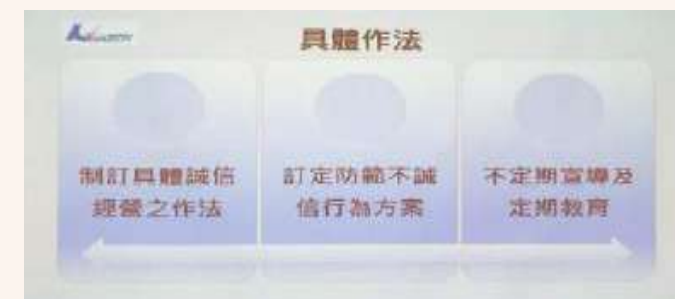 具體作法
制訂具體誠信
經營之作法
訂定防範不誠
信行為方案
不定期宣導及
定期教育